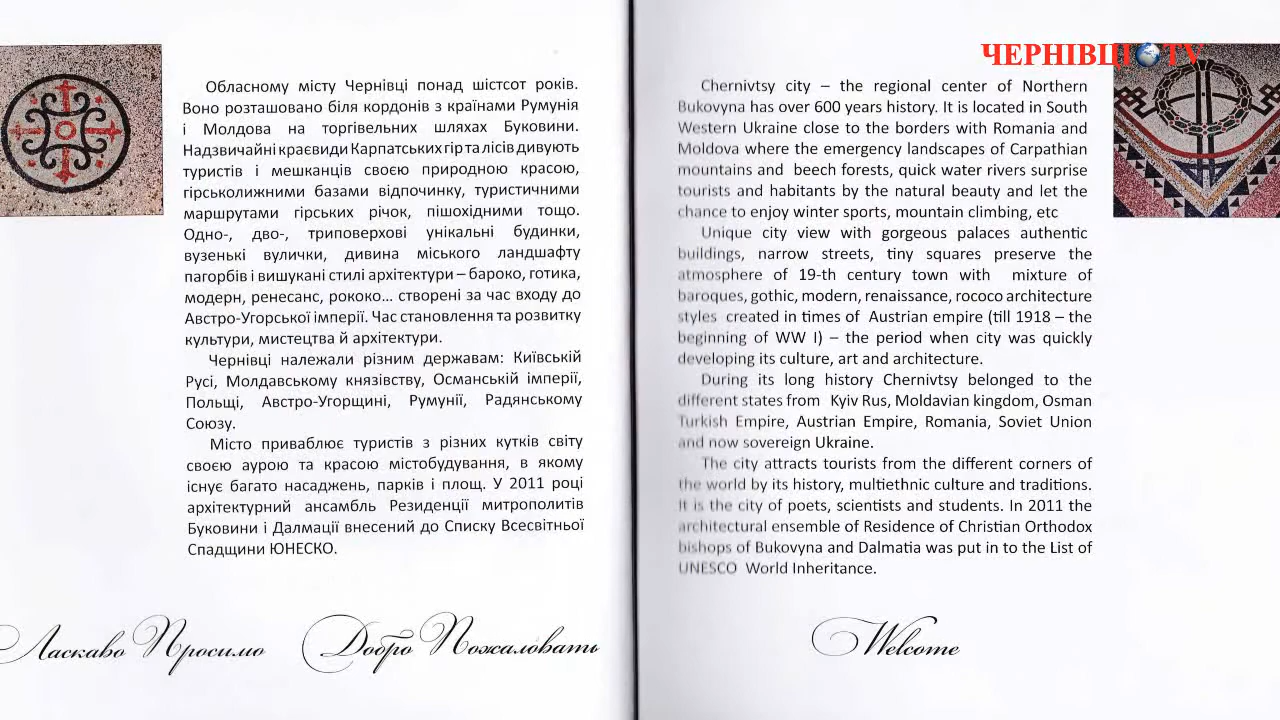 Обласному місту Чернівці понад шістсот років.
Воно розташовано біля кордонів з країнами Румунія
і Молдова на торгівельних шляхах Буковини.
Надзвичайні краєвиди Карпатських гір та лісів дивують
туристів і мешканців своєю природною красою,
гірськолижними базами відпочинку, туристичними
маршрутами гірських річок, пішохідними тощо.
Одно-, дво-, триповерхові унікальні будинки,
вузенькі вулички, дивина міського ландшафту
пагорбів і вишукані стилі архітектури – бароко, готика,
модерн, ренесанс, рококо... створені за час входу до
Австро-Угорської імперії. Час становлення та розвитку
культури, мистецтва й архітектури.
Чернівці належали різним державам: Київській
Русі, Молдавському князівству, Османській імперії,
Польщі, Австро-Угорщині, Румунії, Радянському
Союзу.
Місто приваблює туристів з різних кутків світу
своєю аурою та красою містобудування, в якому
існує багато насаджень, парків і площ. У 2011 році
архітектурний ансамбль Резиденції митрополитів
Буковини і Далмації внесений до Списку Всесвітньої
Спадщини ЮНЕСКО.
Ласкаво Просимо Добро Пожаловать
ЧЕРНІВЦІ TV
Chernivtsy city – the regional center of Northern
Bukovyna has over 600 years history. It is located in South
Western Ukraine close to the borders with Romania and
Moldova where the emergency landscapes of Carpathian
mountains and beech forests, quick water rivers surprise
tourists and habitants by the natural beauty and let the
chance to enjoy winter sports, mountain climbing, etc
Unique city view with gorgeous palaces authentic
buildings, narrow streets, tiny squares preserve the
atmosphere of 19-th century town with mixture of
baroques, gothic, modern, renaissance, rococo architecture
styles created in times of Austrian empire (till 1918 – the
beginning of WW I) – the period when city was quickly
developing its culture, art and architecture.
During its long history Chernivtsy belonged to the
different states from Kyiv Rus, Moldavian kingdom, Osman
Turkish Empire, Austrian Empire, Romania, Soviet Union
and now sovereign Ukraine.
The city attracts tourists from the different corners of
the world by its history, multiethnic culture and traditions.
It is the city of poets, scientists and students. In 2011 the
architectural ensemble of Residence of Christian Orthodox
bishops of Bukovyna and Dalmatia was put in to the List of
UNESCO World Inheritance.
Welcome